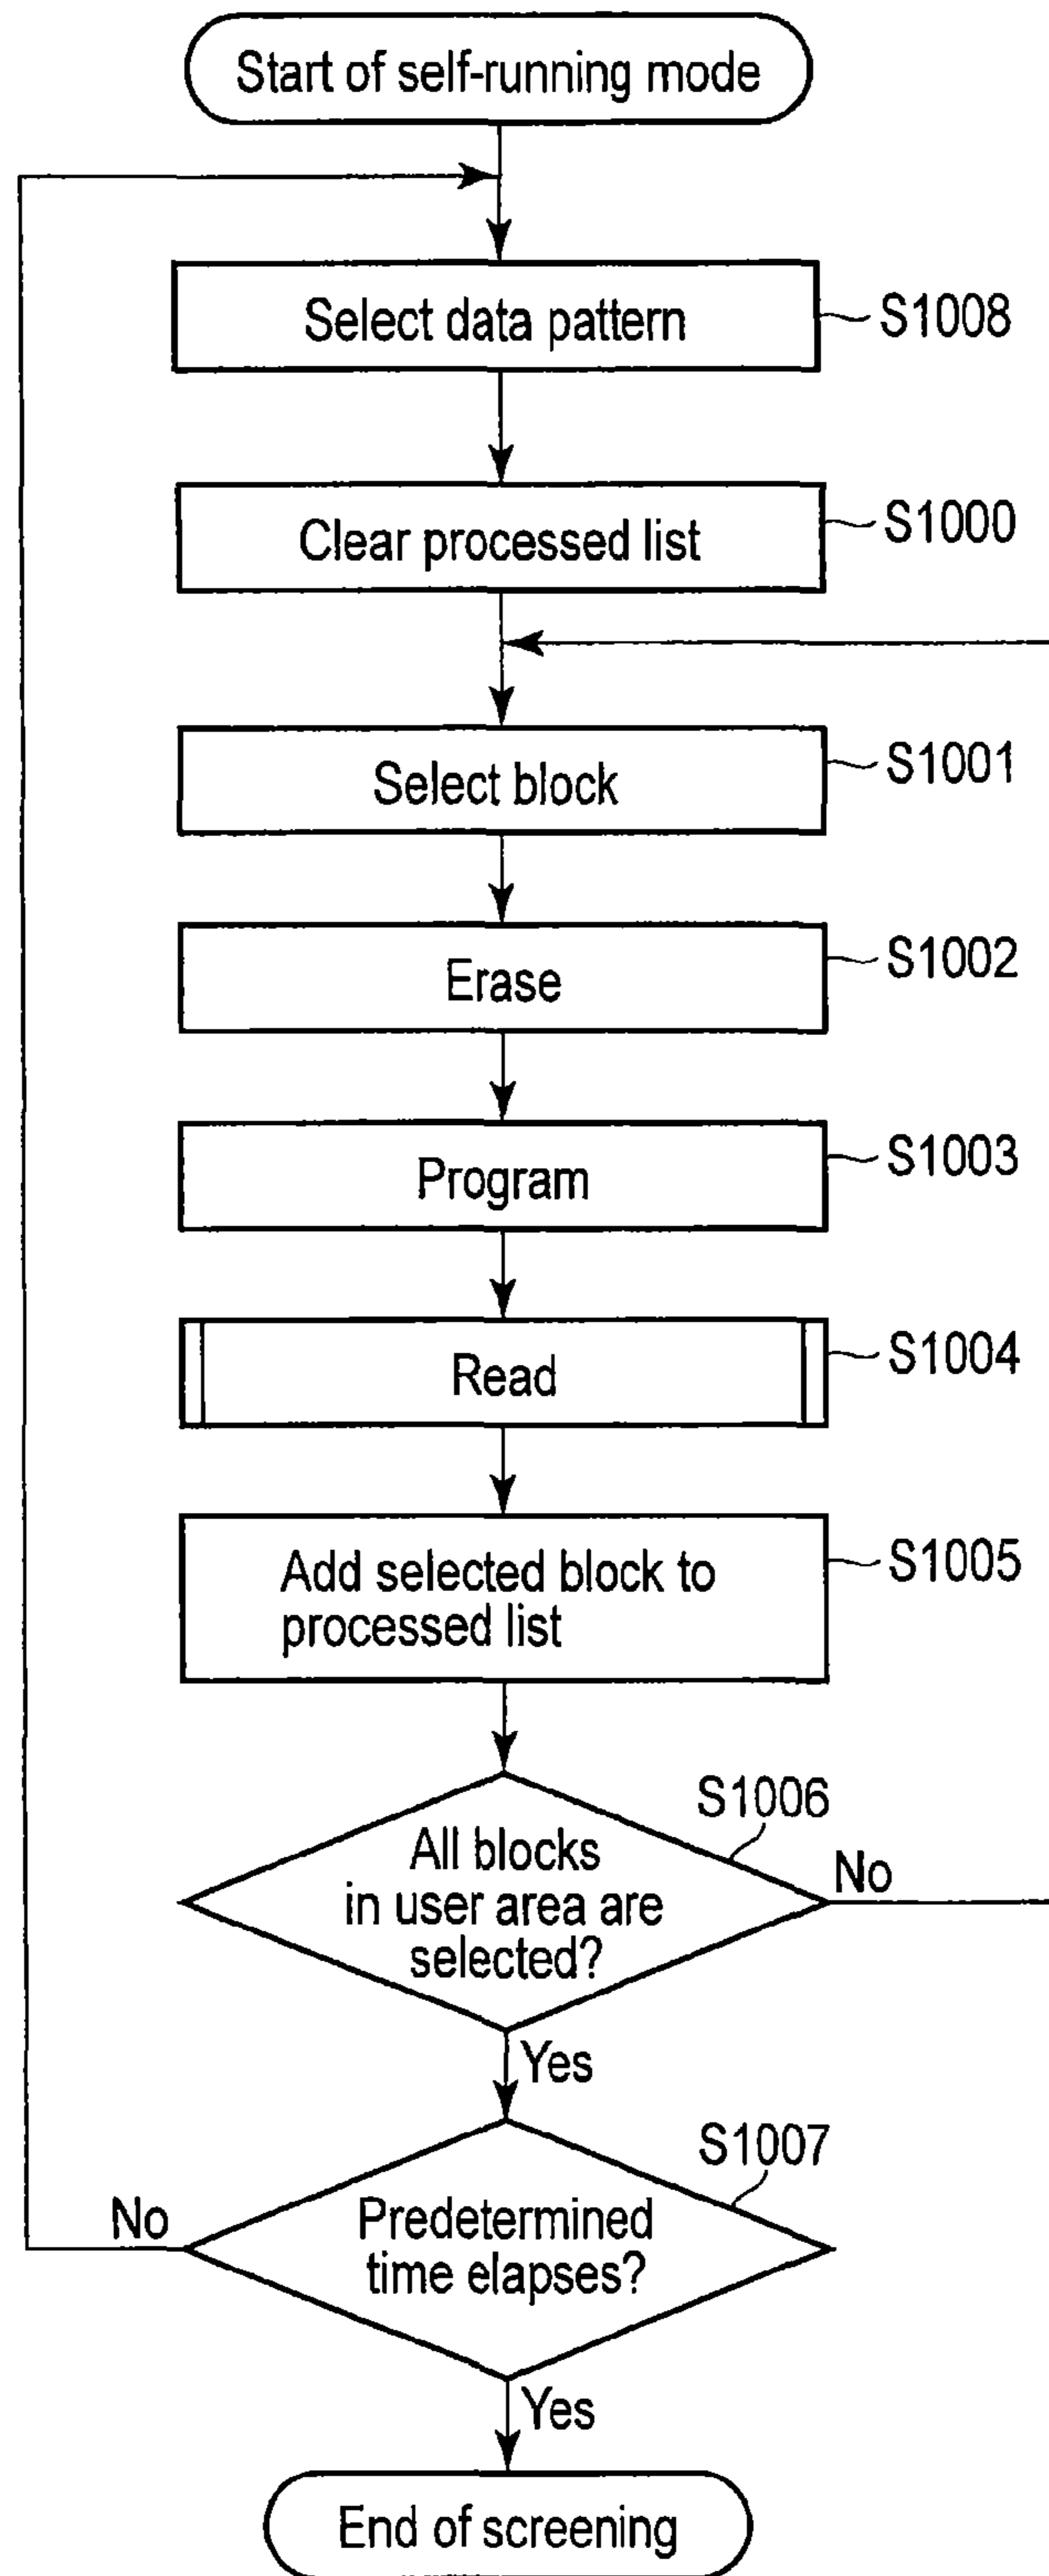 Start of self-running mode
Select data pattern
S1008
Clear processed list
S1000
Select block
S1001
Erase
S1002
Program
S1003
Read
S1004
Add selected block to
processed list
S1005
S1006
All blocks
in user area are
selected?
No
Yes
S1007
Predetermined
time elapses?
No
Yes
End of screening